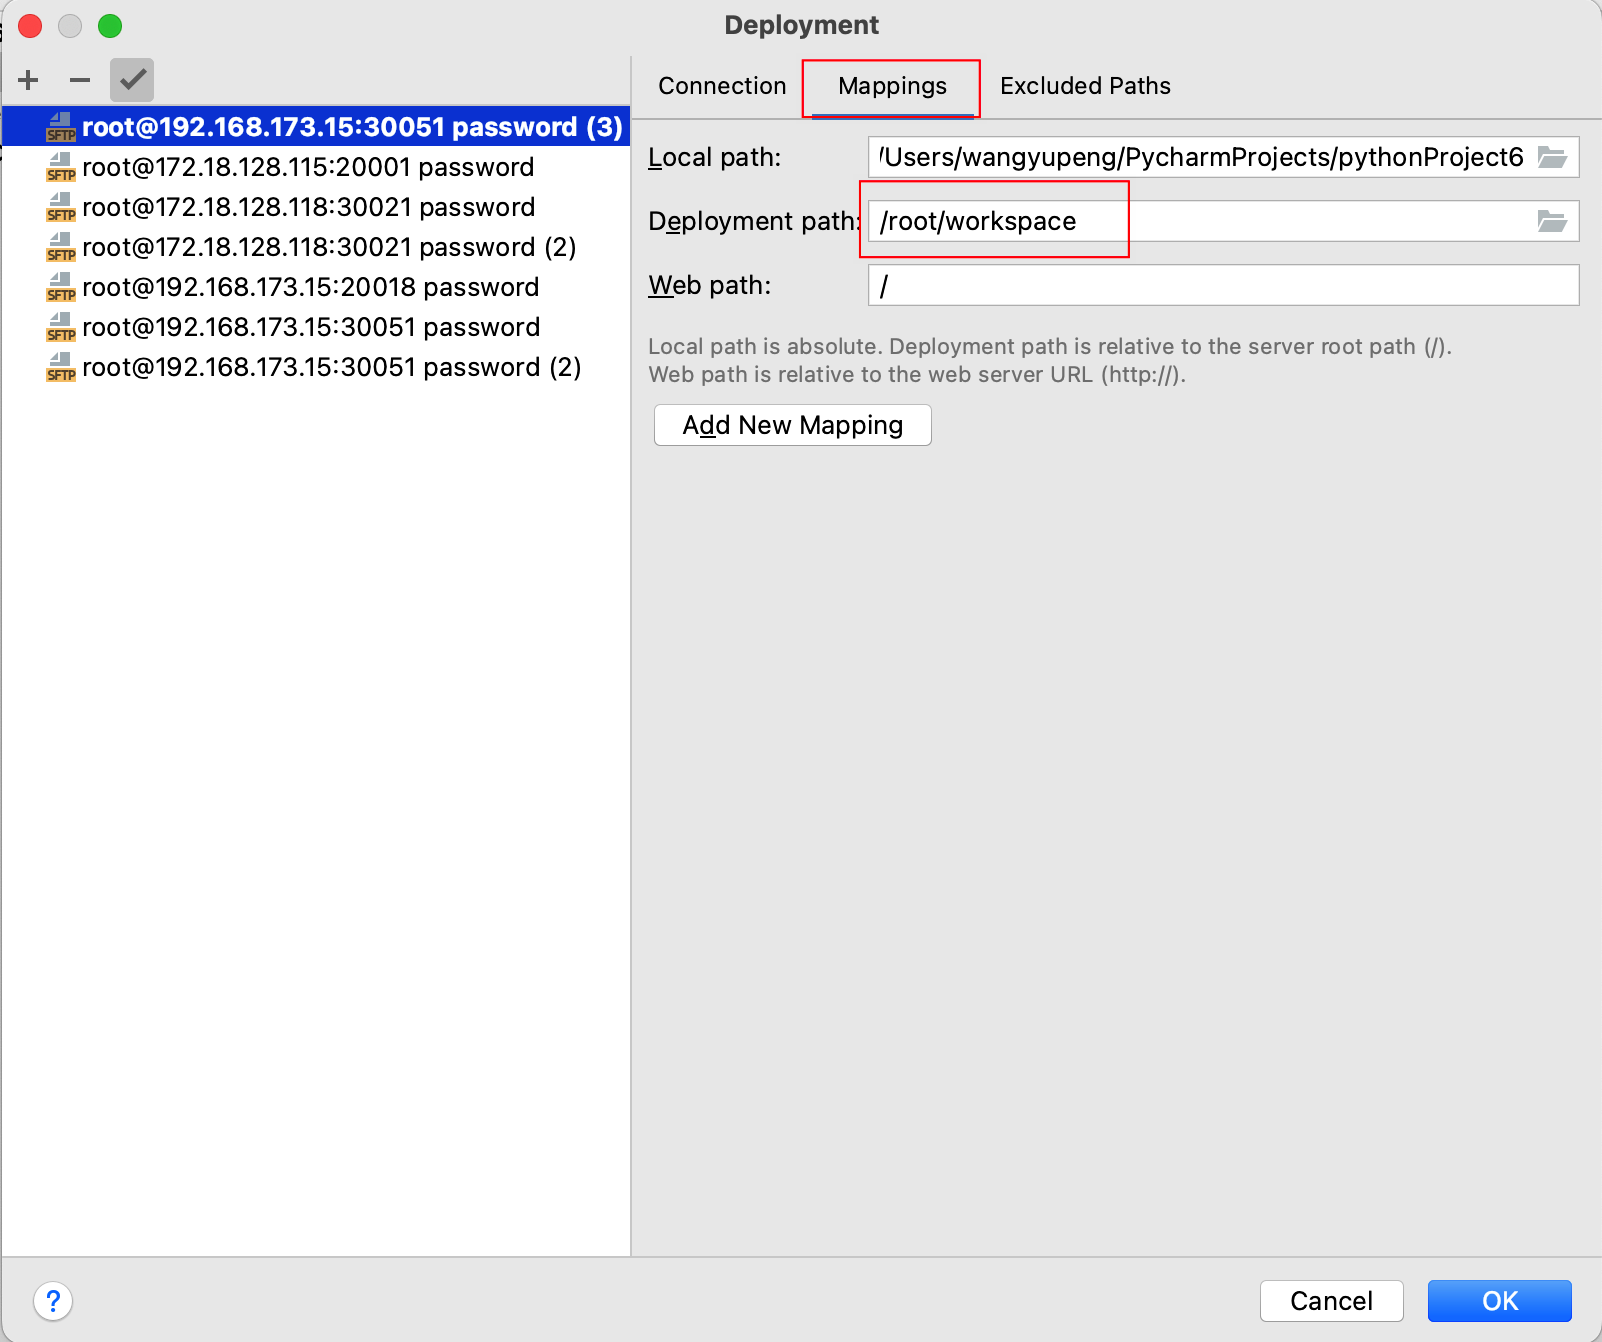 Deployment
Connection
Mappings
Excluded Paths
SFTP root@192.168.173.15:30051 password (3)
SFTP root@172.18.128.115:20001 password
SFTP root@172.18.128.118:30021 password
SFTP root@172.18.128.118:30021 password (2)
SFTP root@192.168.173.15:20018 password
SFTP root@192.168.173.15:30051 password
SFTP root@192.168.173.15:30051 password (2)
Local path: /Users/wangyupeng/PycharmProjects/pythonProject6
Deployment path: /root/workspace
Web path: /
Local path is absolute. Deployment path is relative to the server root path (/).
Web path is relative to the web server URL (http://).
Add New Mapping
?
Cancel
OK